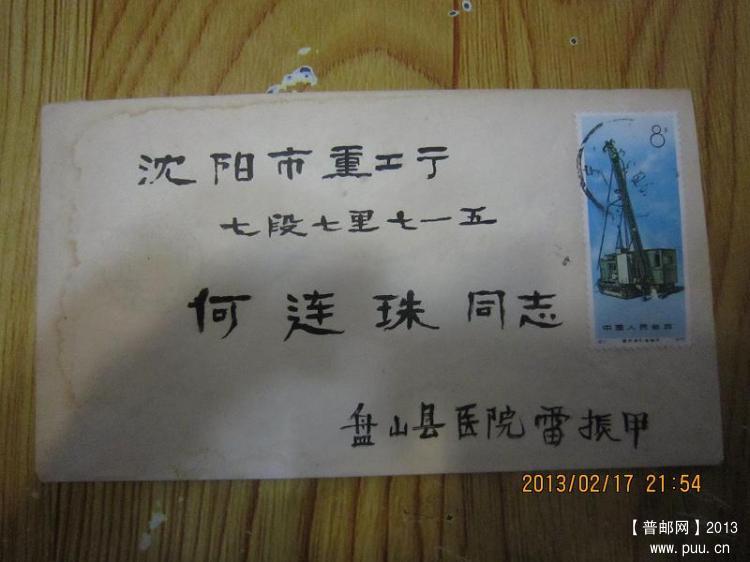 沈阳市重工亍
七段七里七一五
何连珠同志
盘山县医院雷振甲
8分
中国人民邮政
2013/02/17 21:54
【普邮网】2013
www.puu.cn